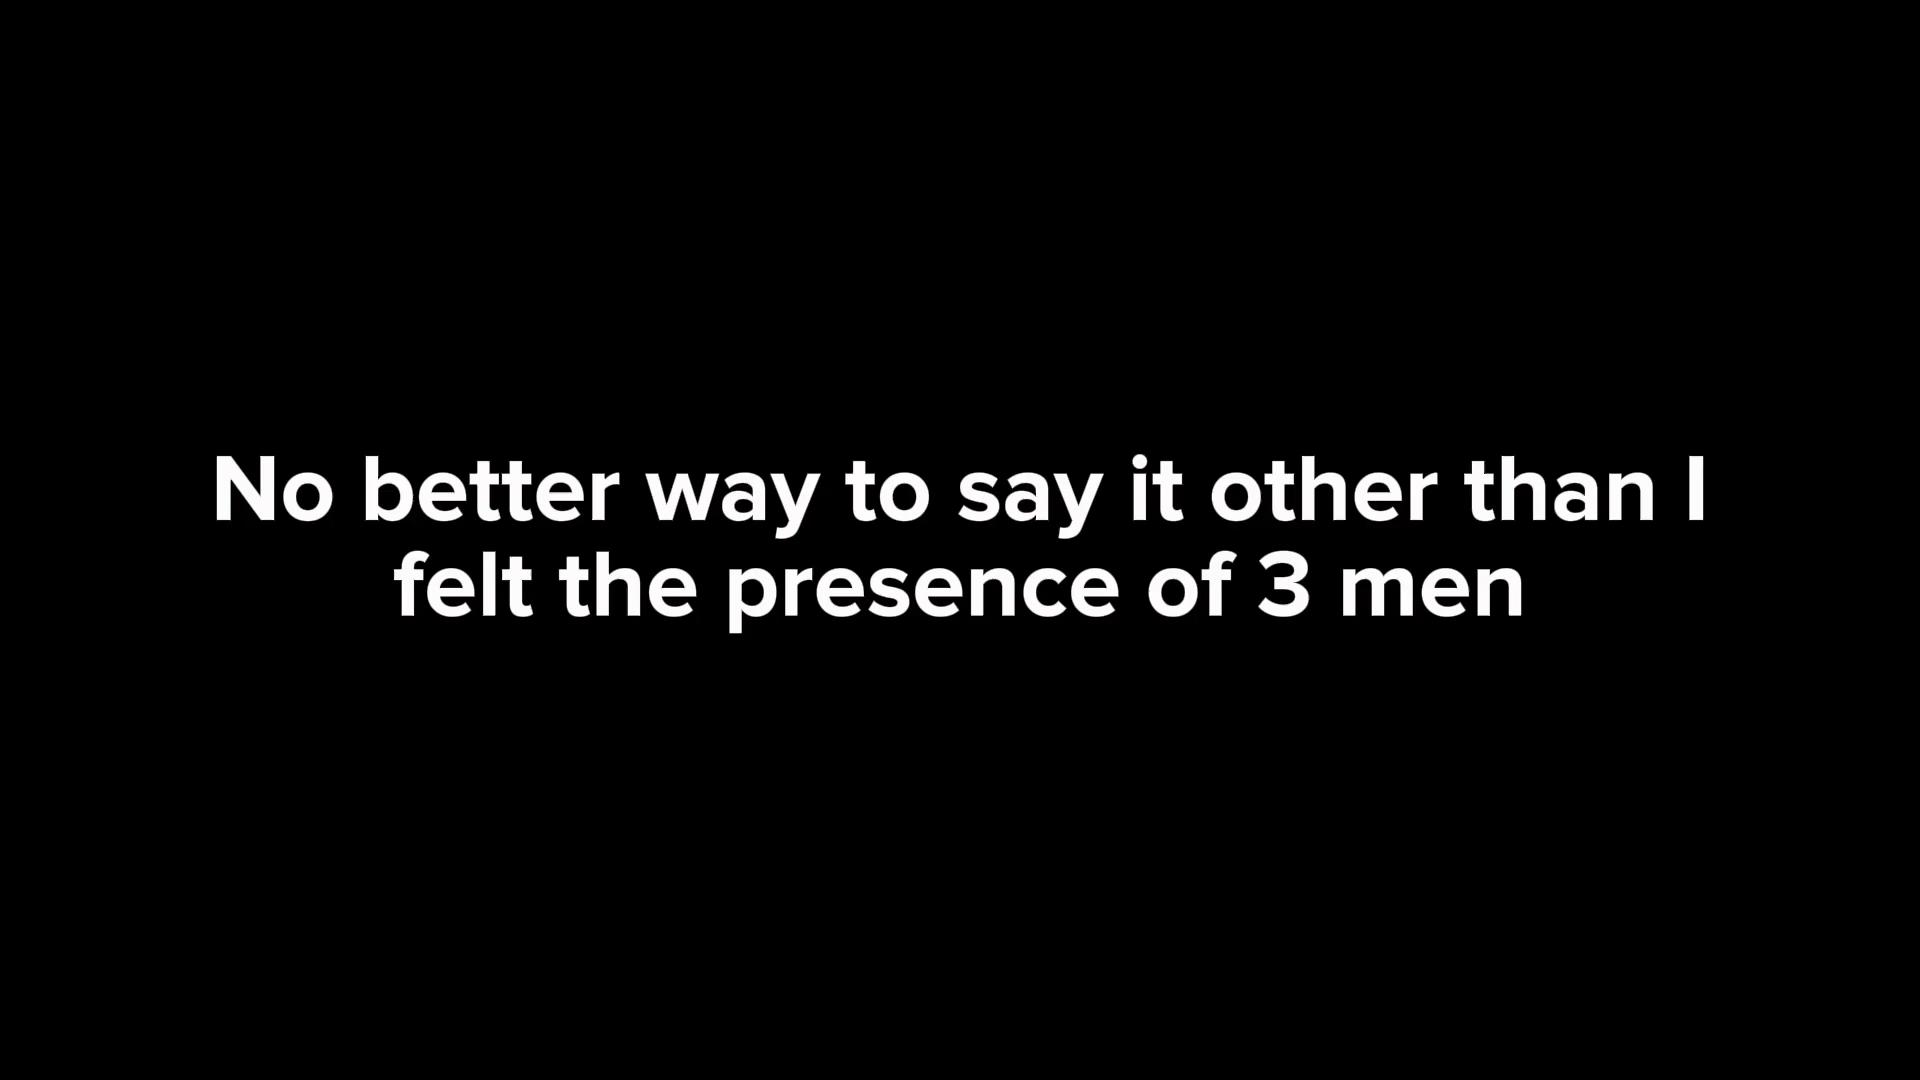 No better way to say it other than I
felt the presence of 3 men